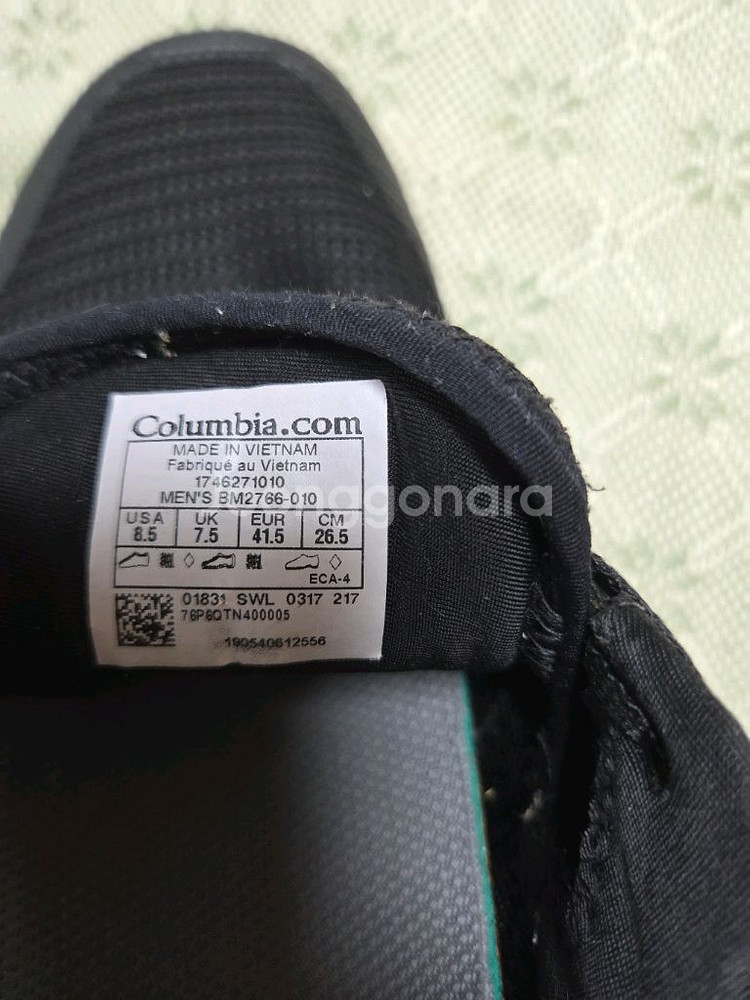 Columbia.com
MADE IN VIETNAM
Fabriqué au Vietnam
1746271010
MEN'S BM2766-010
USA UK EUR CM
8.5 7.5 41.5 26.5
ECA-4
01831 SWL 0317 217
76P8QTN400005
190540612556